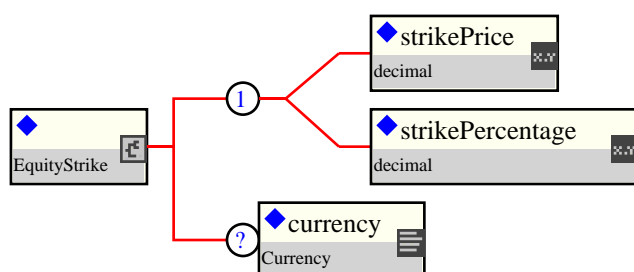 strikePrice
x.y
decimal
1
strikePercentage
x.y
decimal
EquityStrike
?
currency
Currency